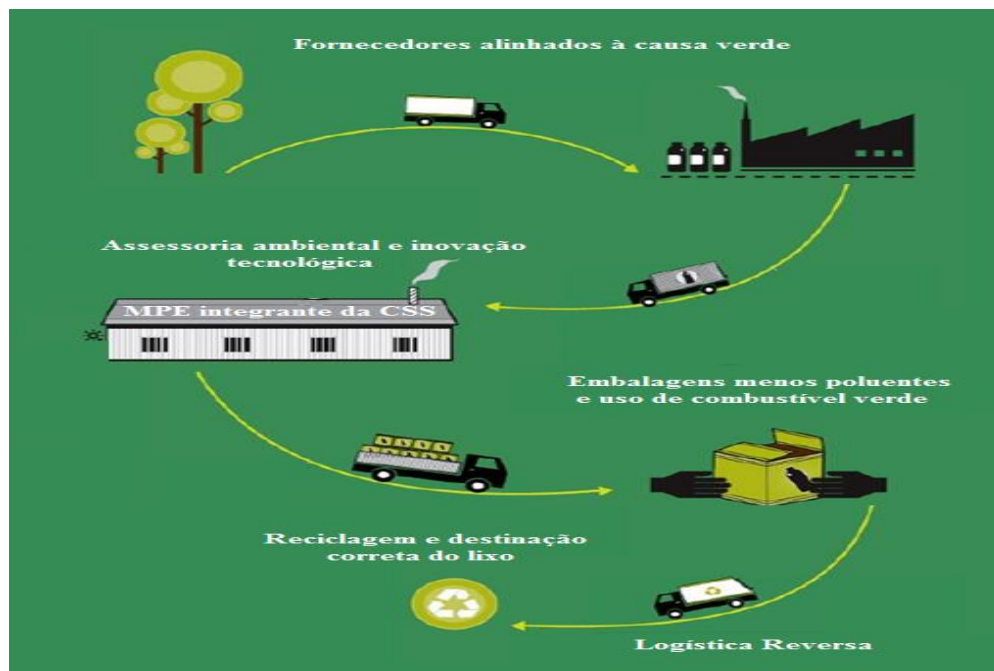 Fornecedores alinhados à causa verde
Assessoria ambiental e inovação
tecnológica
MPE integrante da CSS
Embalagens menos poluentes
e uso de combustível verde
Reciclagem e destinação
correta do lixo
Logística Reversa